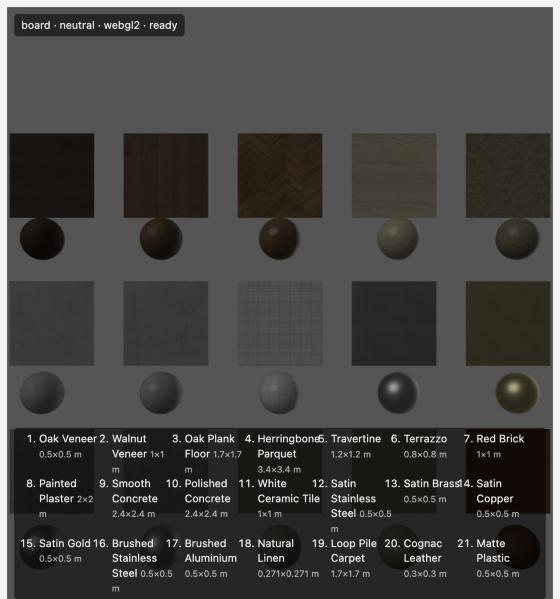 board · neutral · webgl2 · ready
1. Oak Veneer 0.5×0.5 m
2. Walnut Veneer 1×1 m
3. Oak Plank Floor 1.7×1.7 m
4. Herringbone Parquet 3.4×3.4 m
5. Travertine 1.2×1.2 m
6. Terrazzo 0.8×0.8 m
7. Red Brick 1×1 m
8. Painted Plaster 2×2 m
9. Smooth Concrete 2.4×2.4 m
10. Polished Concrete 2.4×2.4 m
11. White Ceramic Tile 1×1 m
12. Satin Stainless Steel 0.5×0.5 m
13. Satin Brass 0.5×0.5 m
14. Satin Copper 0.5×0.5 m
15. Satin Gold 0.5×0.5 m
16. Brushed Stainless Steel 0.5×0.5 m
17. Brushed Aluminium 0.5×0.5 m
18. Natural Linen 0.271×0.271 m
19. Loop Pile Carpet 1.7×1.7 m
20. Cognac Leather 0.3×0.3 m
21. Matte Plastic 0.5×0.5 m